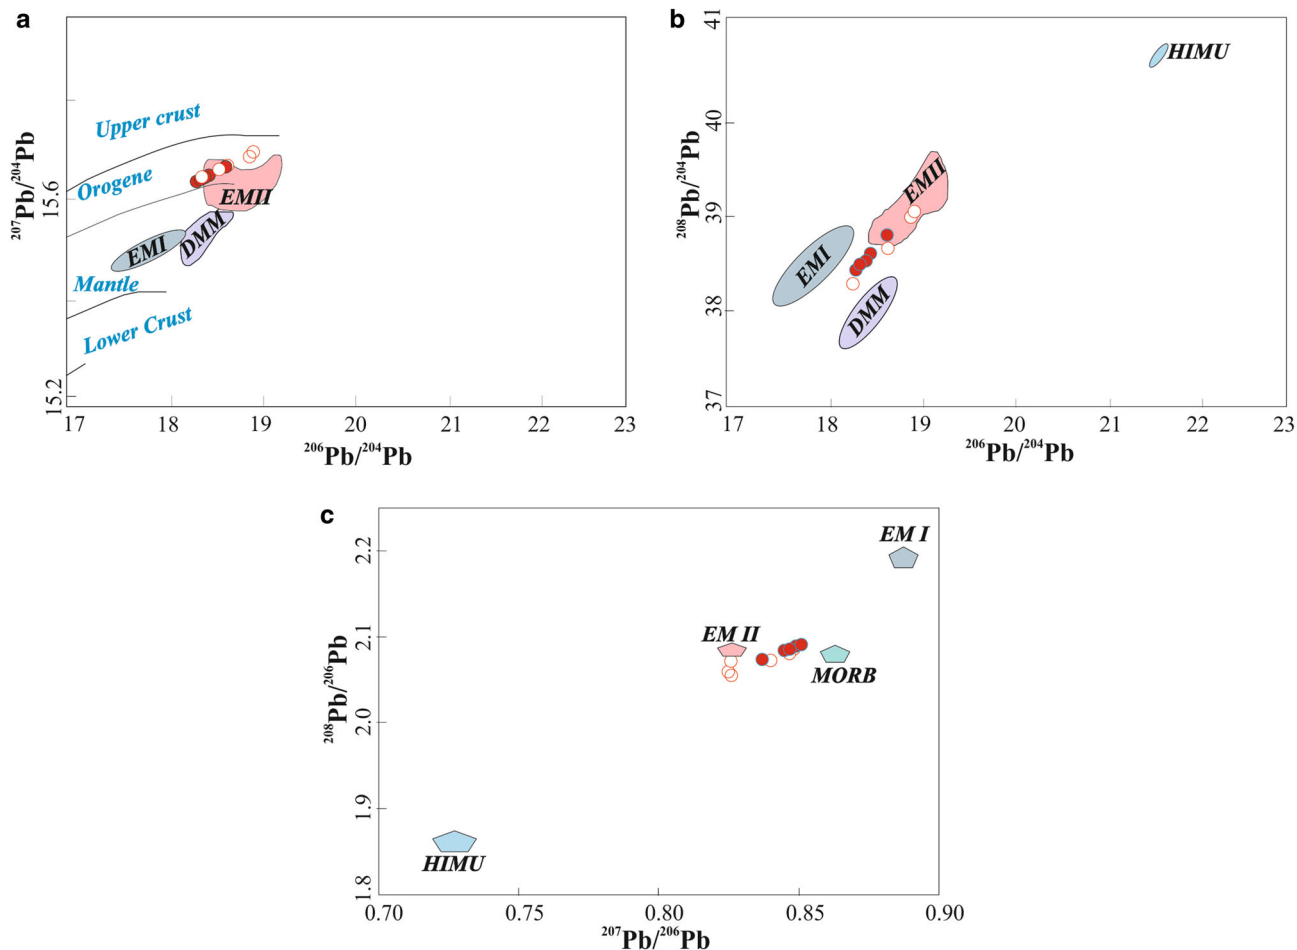 a
Upper crust
Orogene
EMII
EMI
DMM
Mantle
Lower Crust
²⁰⁷Pb/²⁰⁴Pb
15.6
15.2
17 18 19 20 21 22 23
²⁰⁶Pb/²⁰⁴Pb
b
HIMU
EMII
EMI
DMM
²⁰⁸Pb/²⁰⁴Pb
41
40
39
38
37
17 18 19 20 21 22 23
²⁰⁶Pb/²⁰⁴Pb
c
EM I
EM II
MORB
HIMU
²⁰⁸Pb/²⁰⁶Pb
2.2
2.1
2.0
1.9
1.8
0.70 0.75 0.80 0.85 0.90
²⁰⁷Pb/²⁰⁶Pb